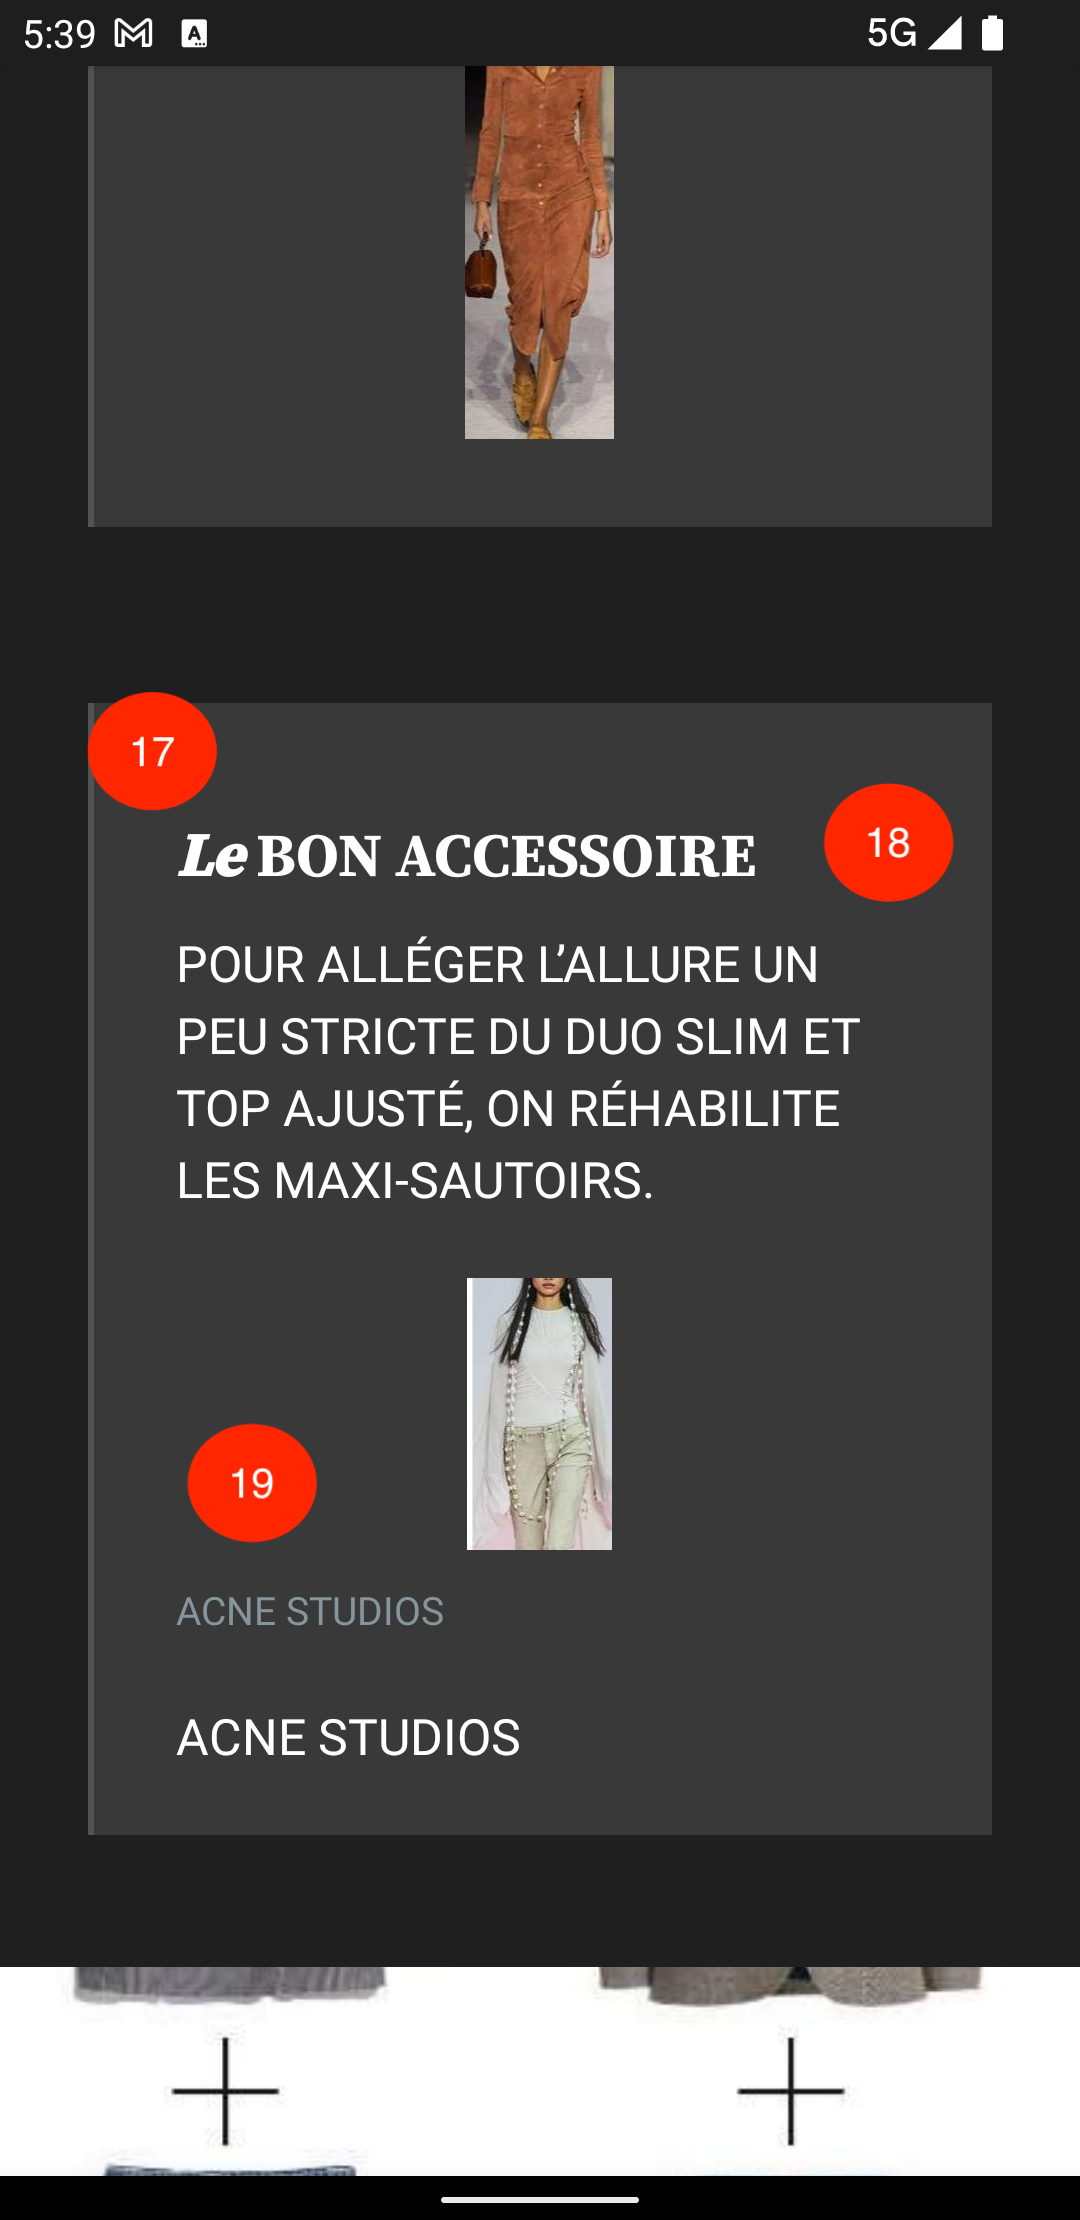 5:39
5G
17
18
Le BON ACCESSOIRE
POUR ALLÉGER L’ALLURE UN
PEU STRICTE DU DUO SLIM ET
TOP AJUSTÉ, ON RÉHABILITE
LES MAXI-SAUTOIRS.
19
ACNE STUDIOS
ACNE STUDIOS